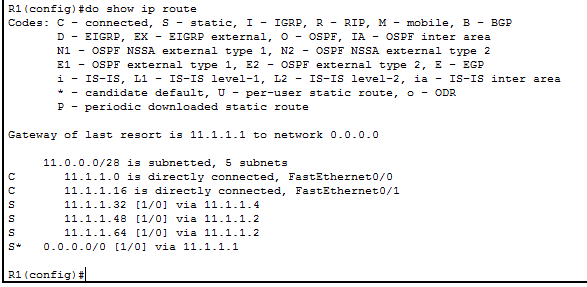 R1(config)#do show ip route
Codes: C - connected, S - static, I - IGRP, R - RIP, M - mobile, B - BGP
D - EIGRP, EX - EIGRP external, O - OSPF, IA - OSPF inter area
N1 - OSPF NSSA external type 1, N2 - OSPF NSSA external type 2
E1 - OSPF external type 1, E2 - OSPF external type 2, E - EGP
i - IS-IS, L1 - IS-IS level-1, L2 - IS-IS level-2, ia - IS-IS inter area
* - candidate default, U - per-user static route, o - ODR
P - periodic downloaded static route
Gateway of last resort is 11.1.1.1 to network 0.0.0.0
11.0.0.0/28 is subnetted, 5 subnets
C 11.1.1.0 is directly connected, FastEthernet0/0
C 11.1.1.16 is directly connected, FastEthernet0/1
S 11.1.1.32 [1/0] via 11.1.1.4
S 11.1.1.48 [1/0] via 11.1.1.2
S 11.1.1.64 [1/0] via 11.1.1.2
S* 0.0.0.0/0 [1/0] via 11.1.1.1
R1(config)#